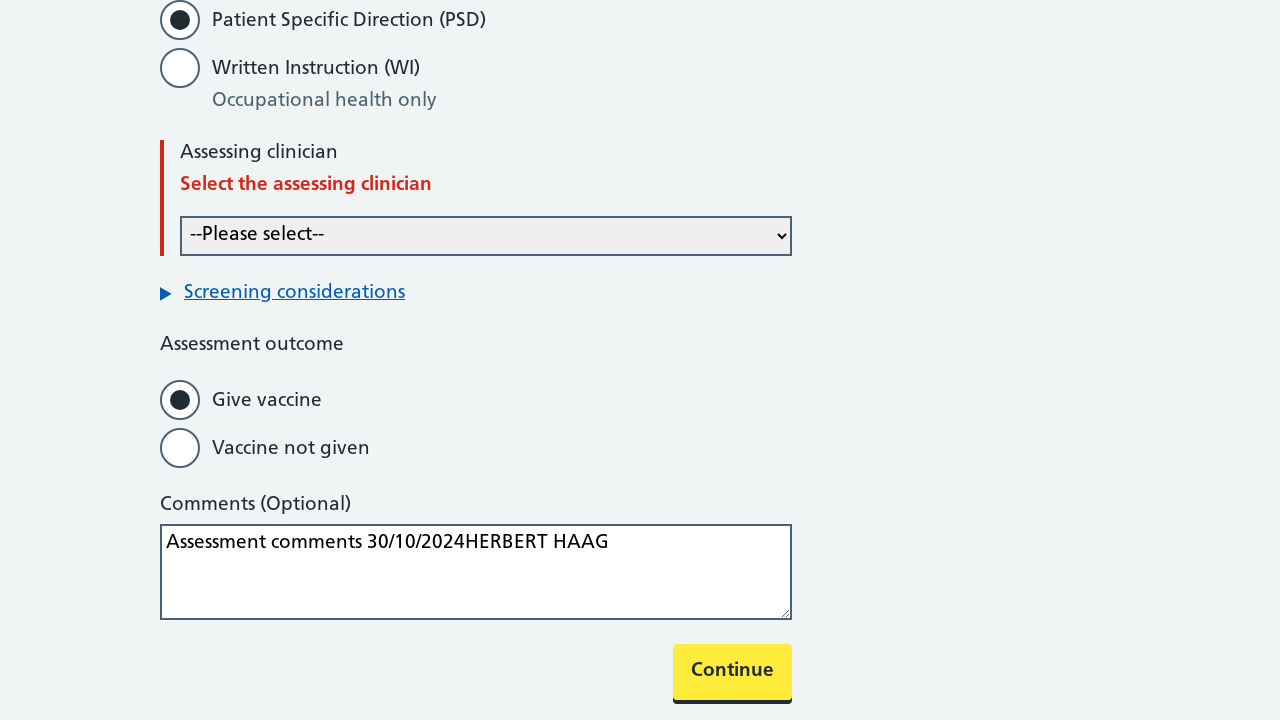 Patient Specific Direction (PSD)
Written Instruction (WI)
Occupational health only
Assessing clinician
Select the assessing clinician
--Please select--
Screening considerations
Assessment outcome
Give vaccine
Vaccine not given
Comments (Optional)
Assessment comments 30/10/2024HERBERT HAAG
Continue